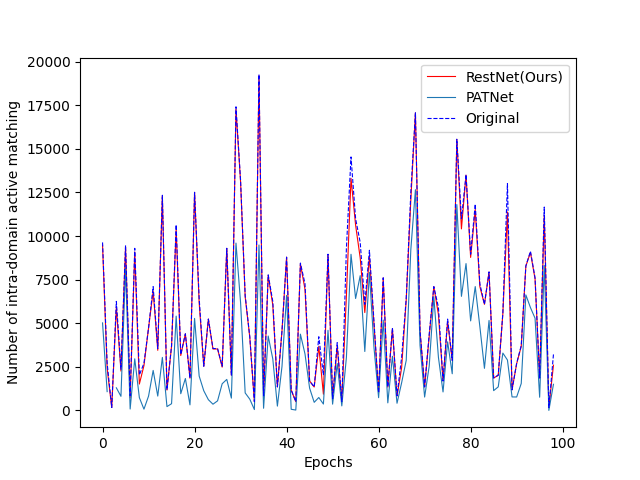 RestNet(Ours)
PATNet
Original
Number of intra-domain active matching
20000
17500
15000
12500
10000
7500
5000
2500
0
0 20 40 60 80 100
Epochs